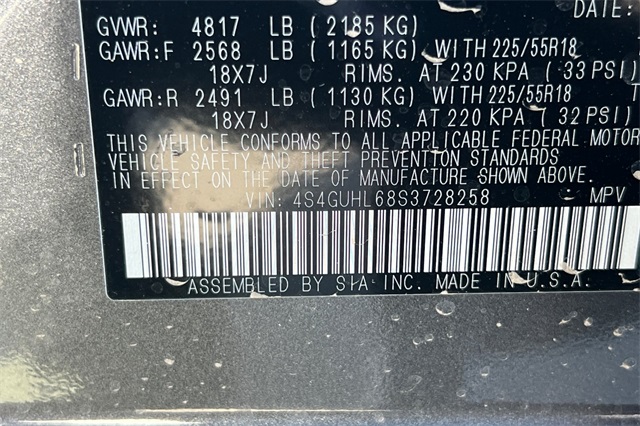 DATE:
GVWR: 4817 LB (2185 KG)
GAWR:F 2568 LB (1165 KG) WITH 225/55R18
18X7J RIMS. AT 230 KPA (33 PSI)
GAWR:R 2491 LB (1130 KG) WITH 225/55R18 T
18X7J RIMS. AT 220 KPA (32 PSI)
THIS VEHICLE CONFORMS TO ALL APPLICABLE FEDERAL MOTOR
VEHICLE SAFETY AND THEFT PREVENTION STANDARDS
IN EFFECT ON THE DATE OF MANUFACTURE SHOWN ABOVE.
VIN: 4S4GUHL68S3728258 MPV
ASSEMBLED BY SIA INC. MADE IN U.S.A.